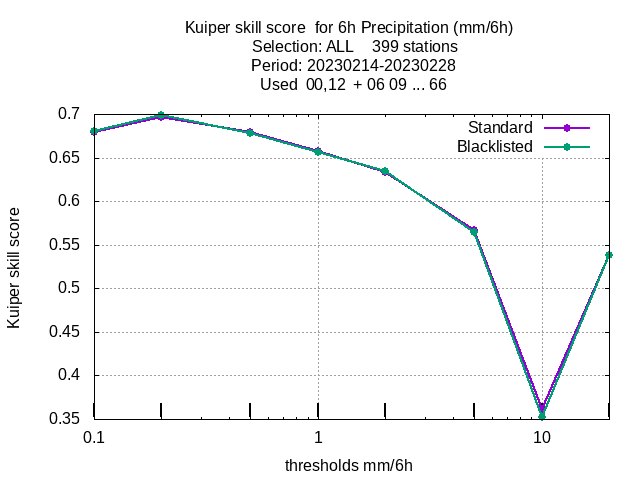 Kuiper skill score  for 6h Precipitation (mm/6h)
Selection: ALL    399 stations
Period: 20230214-20230228
Used  00,12  + 06 09 ... 66
Standard
Blacklisted
0.7
0.65
0.6
0.55
0.5
0.45
0.4
0.35
Kuiper skill score
0.1
1
10
thresholds mm/6h